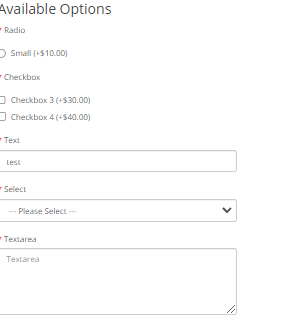 Available Options
* Radio
Small (+$10.00)
* Checkbox
Checkbox 3 (+$30.00)
Checkbox 4 (+$40.00)
* Text
test
* Select
--- Please Select ---
* Textarea
Textarea